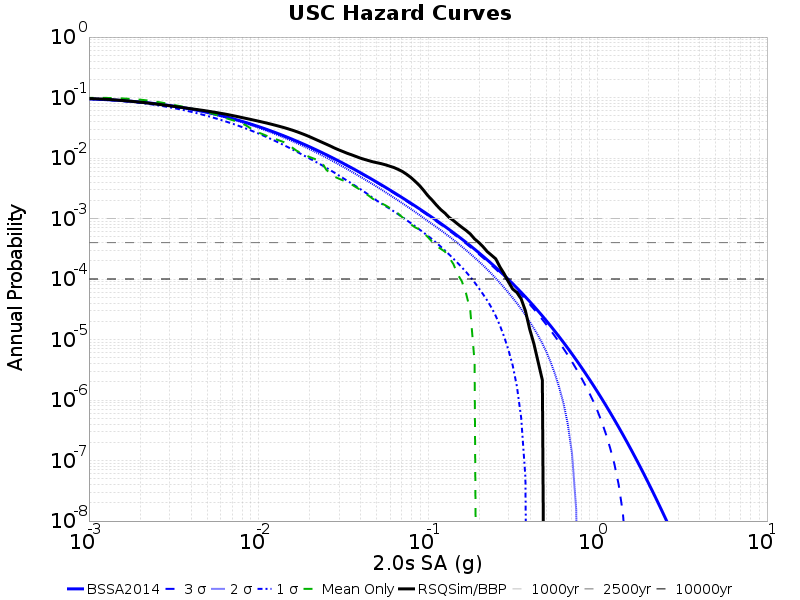 USC Hazard Curves
10^0
10^-1
10^-2
10^-3
10^-4
10^-5
10^-6
10^-7
10^-8
Annual Probability
10^-3 10^-2 10^-1 10^0 10^1
2.0s SA (g)
BSSA2014 3 σ 2 σ 1 σ Mean Only RSQSim/BBP 1000yr 2500yr 10000yr